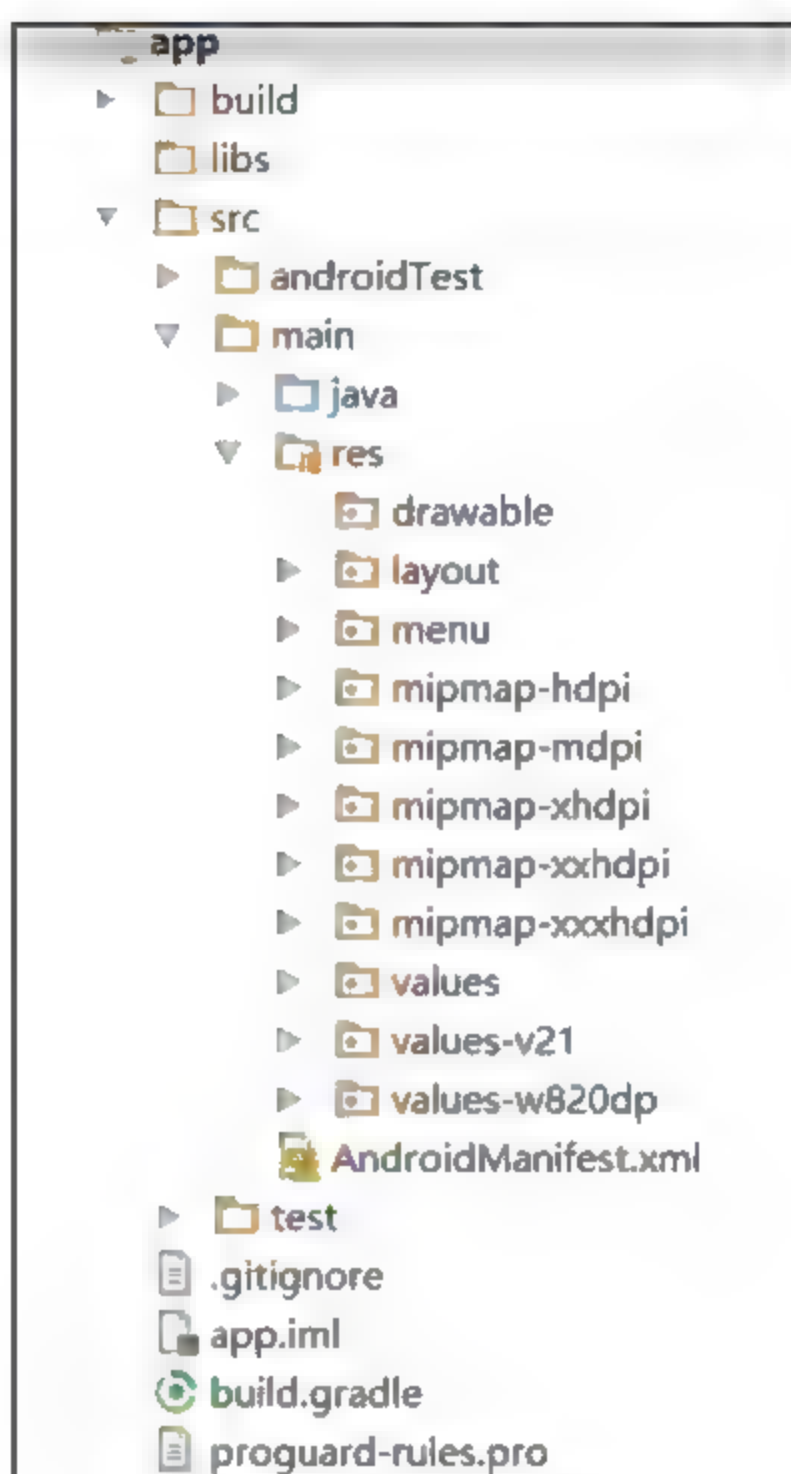 app
build
libs
src
androidTest
main
java
res
drawable
layout
menu
mipmap-hdpi
mipmap-mdpi
mipmap-xhdpi
mipmap-xxhdpi
mipmap-xxxhdpi
values
values-v21
values-w820dp
AndroidManifest.xml
test
.gitignore
app.iml
build.gradle
proguard-rules.pro